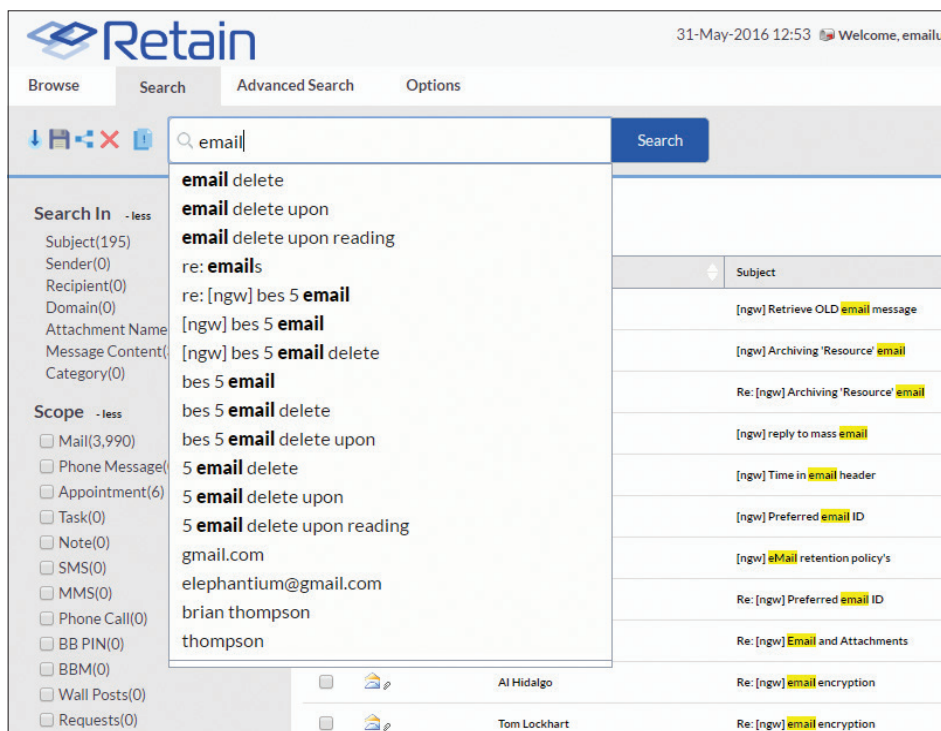 Retain
31-May-2016 12:53 Welcome, emailu
Browse Search Advanced Search Options
email Search
email delete
email delete upon
email delete upon reading
re: emails
re: [ngw] bes 5 email
[ngw] bes 5 email
[ngw] bes 5 email delete
bes 5 email
bes 5 email delete
bes 5 email delete upon
5 email delete
5 email delete upon
5 email delete upon reading
gmail.com
elephantium@gmail.com
brian thompson
thompson
Search In - less
Subject(195)
Sender(0)
Recipient(0)
Domain(0)
Attachment Name
Message Content(
Category(0)
Scope - less
Mail(3,990)
Phone Message(
Appointment(6)
Task(0)
Note(0)
SMS(0)
MMS(0)
Phone Call(0)
BB PIN(0)
BBM(0)
Wall Posts(0)
Requests(0)
Subject
[ngw] Retrieve OLD email message
[ngw] Archiving 'Resource' email
Re: [ngw] Archiving 'Resource' email
[ngw] reply to mass email
[ngw] Time in email header
[ngw] Preferred email ID
[ngw] eMail retention policy's
Re: [ngw] Preferred email ID
Re: [ngw] Email and Attachments
Al Hidalgo Re: [ngw] email encryption
Tom Lockhart Re: [ngw] email encryption